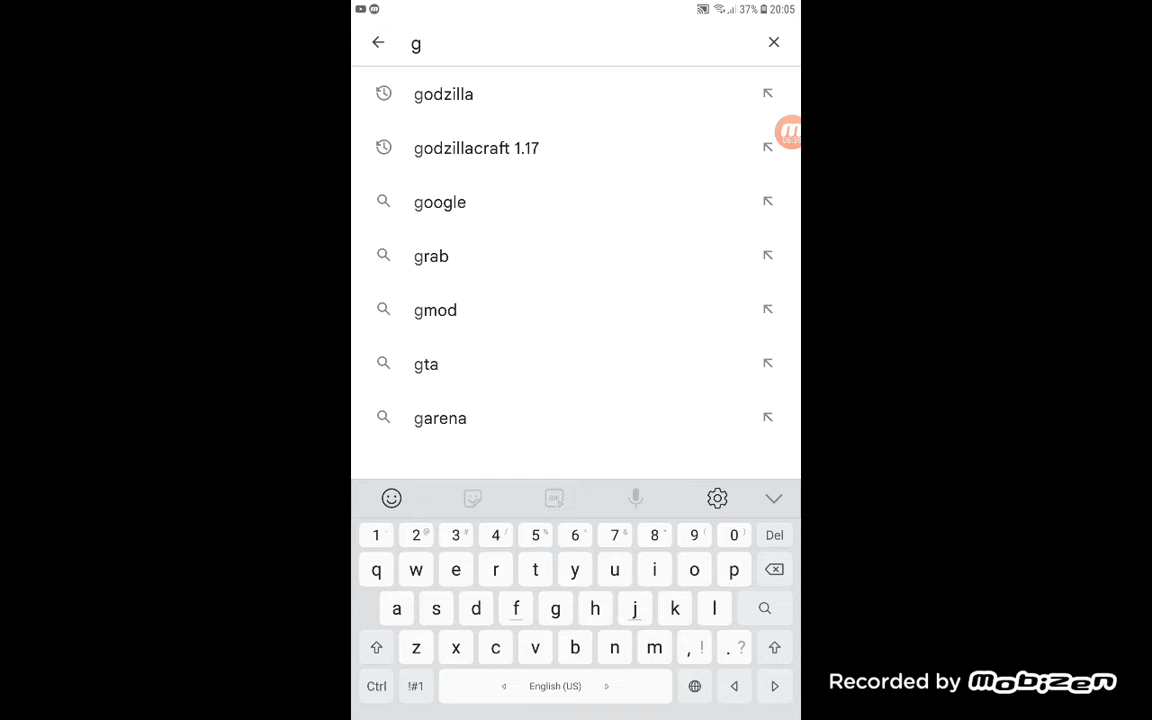 37% 20:05
g
godzilla
godzillacraft 1.17
google
grab
gmod
gta
garena
GIF
1 2 @ 3 # 4 / 5 % 6 ^ 7 & 8 * 9 ( 0 ) Del
q w e r t y u i o p
a s d f g h j k l
z x c v b n m , ! . ?
Ctrl !#1 English (US)
Recorded by mobizen